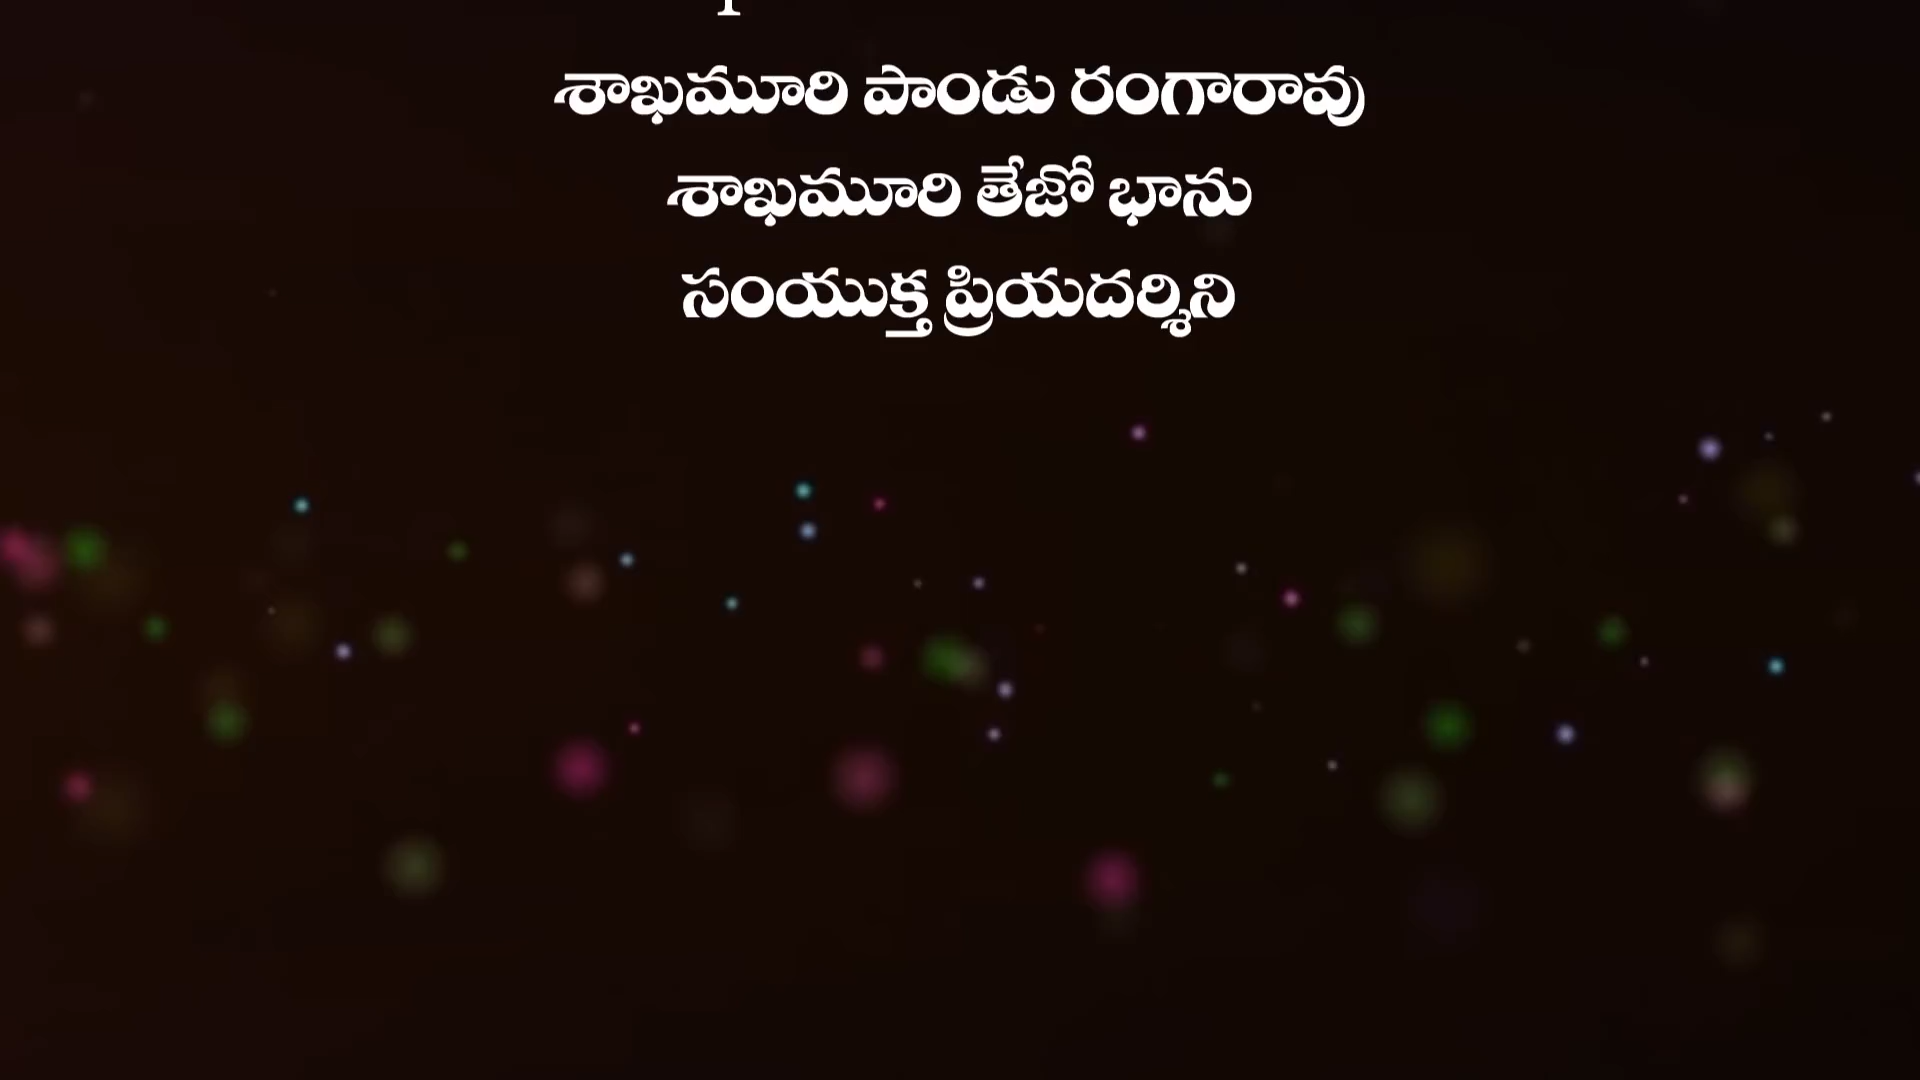 శాఖమూరి పాండు రంగారావు
శాఖమూరి తేజో భాను
సంయుక్త ప్రియదర్శిని